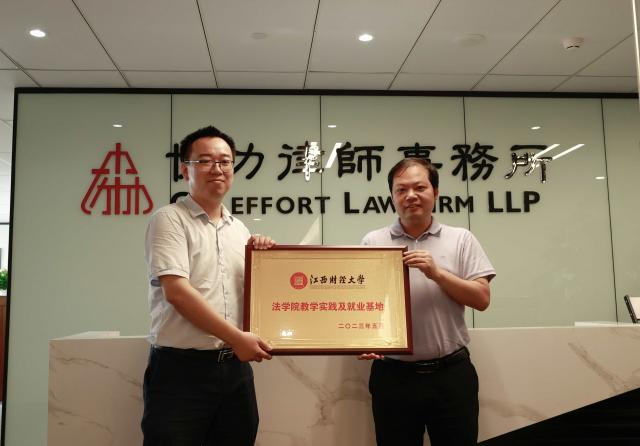 协力律師事務所
CO-EFFORT LAW FIRM LLP
江西财经大学
法学院教学实践及就业基地
二〇二三年五月